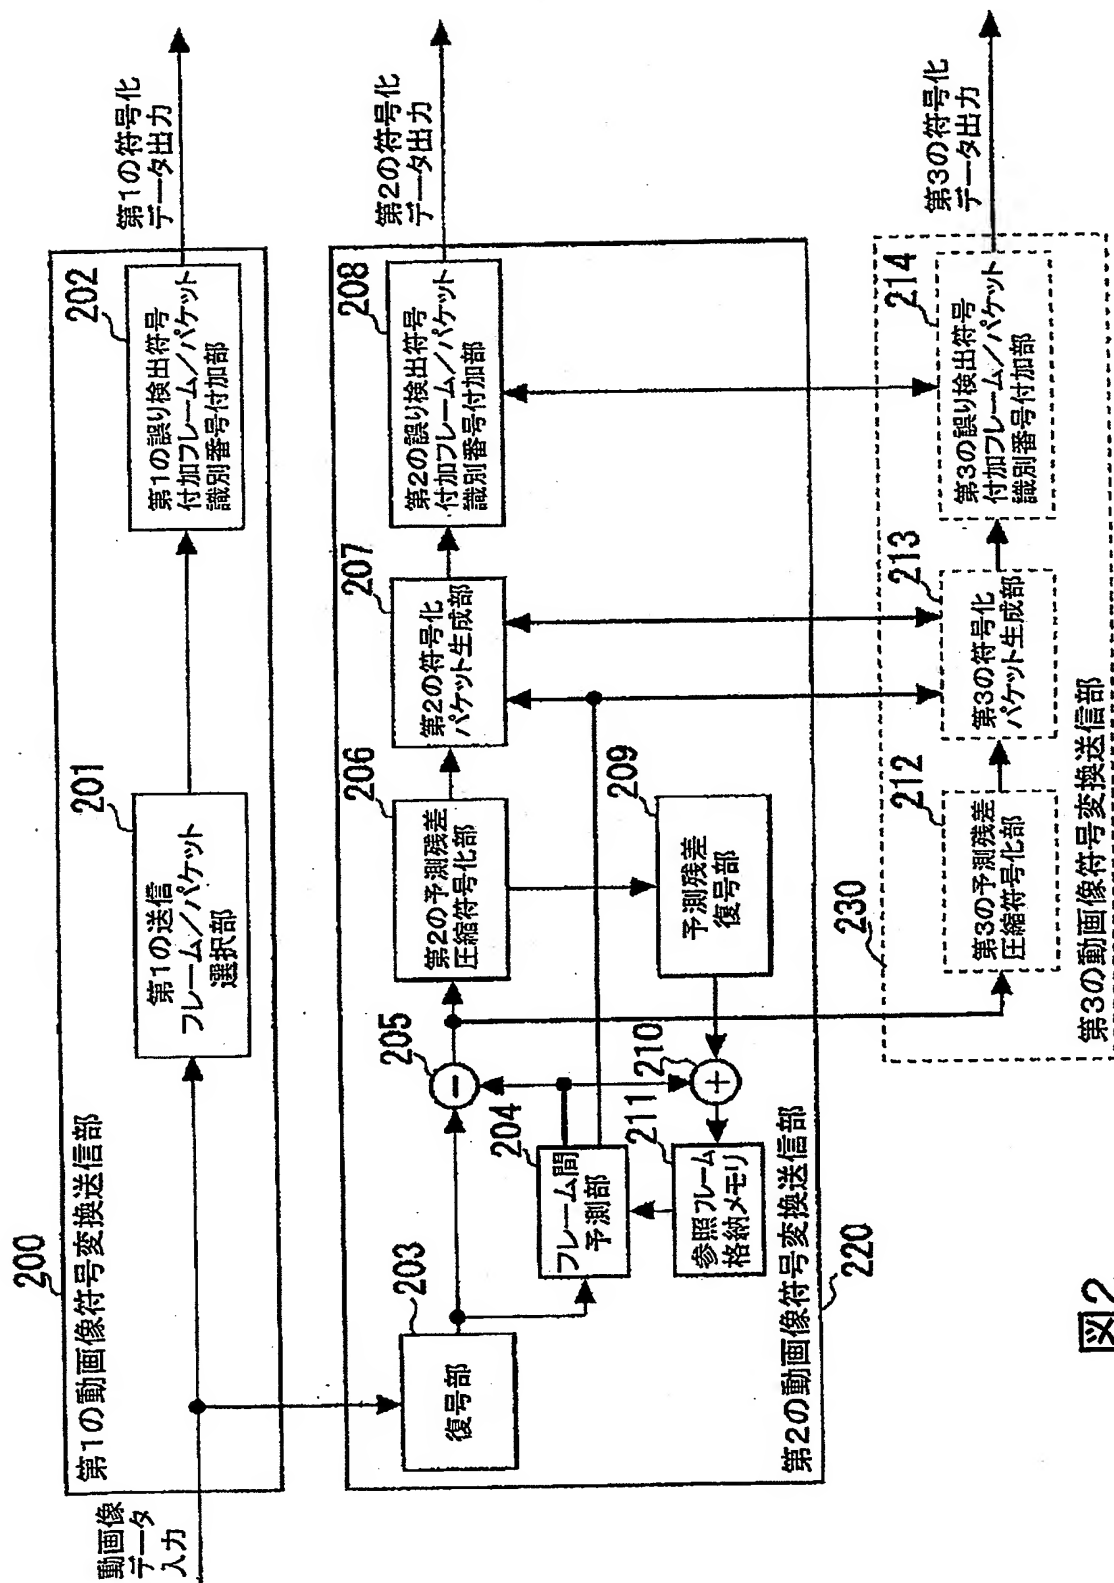 動画像
データ
入力
200
第1の動画像符号変換送信部
201
第1の送信
フレーム/パケット
選択部
202
第1の誤り検出符号
付加フレーム/パケット
識別番号付加部
第1の符号化
データ出力
203
復号部
205
−
204
フレーム間
予測部
206
第2の予測残差
圧縮符号化部
207
第2の符号化
パケット生成部
208
第2の誤り検出符号
付加フレーム/パケット
識別番号付加部
第2の符号化
データ出力
209
予測残差
復号部
210
+
211
参照フレーム
格納メモリ
第2の動画像符号変換送信部
220
230
212
第3の予測残差
圧縮符号化部
213
第3の符号化
パケット生成部
214
第3の誤り検出符号
付加フレーム/パケット
識別番号付加部
第3の符号化
データ出力
第3の動画像符号変換送信部
図2